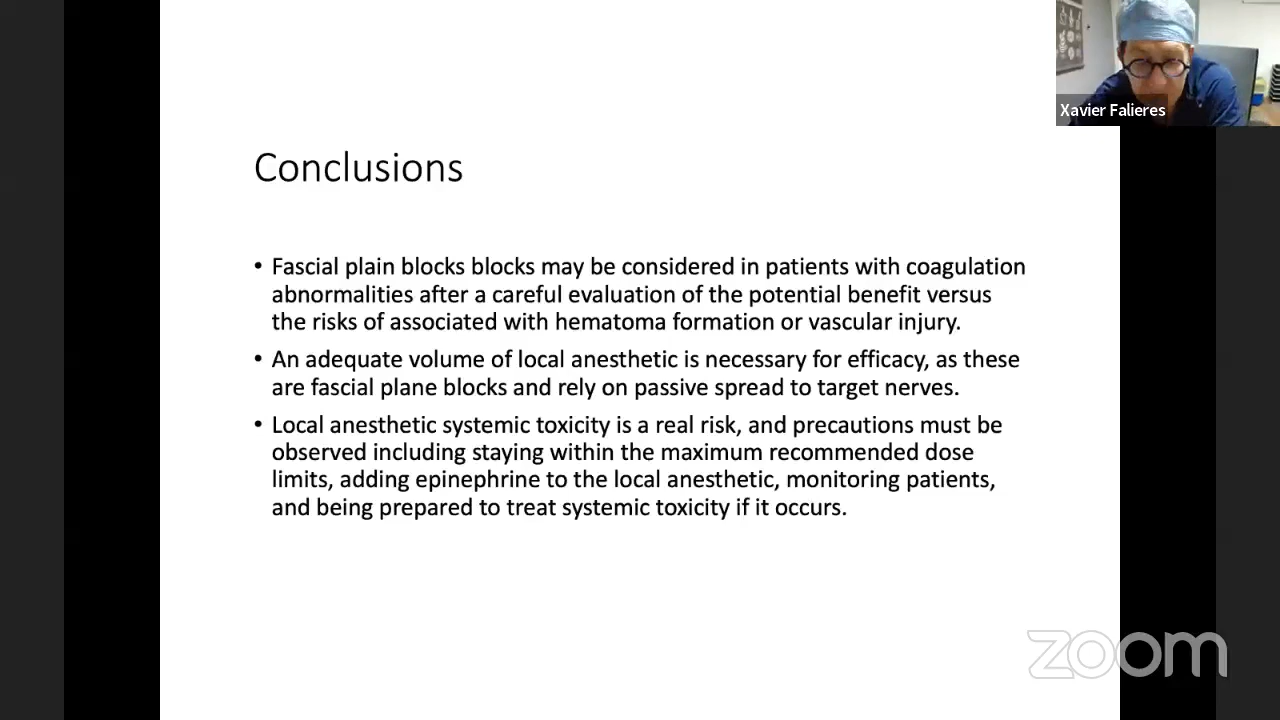 Xavier Falieres
Conclusions
• Fascial plain blocks blocks may be considered in patients with coagulation
abnormalities after a careful evaluation of the potential benefit versus
the risks of associated with hematoma formation or vascular injury.
• An adequate volume of local anesthetic is necessary for efficacy, as these
are fascial plane blocks and rely on passive spread to target nerves.
• Local anesthetic systemic toxicity is a real risk, and precautions must be
observed including staying within the maximum recommended dose
limits, adding epinephrine to the local anesthetic, monitoring patients,
and being prepared to treat systemic toxicity if it occurs.
zoom